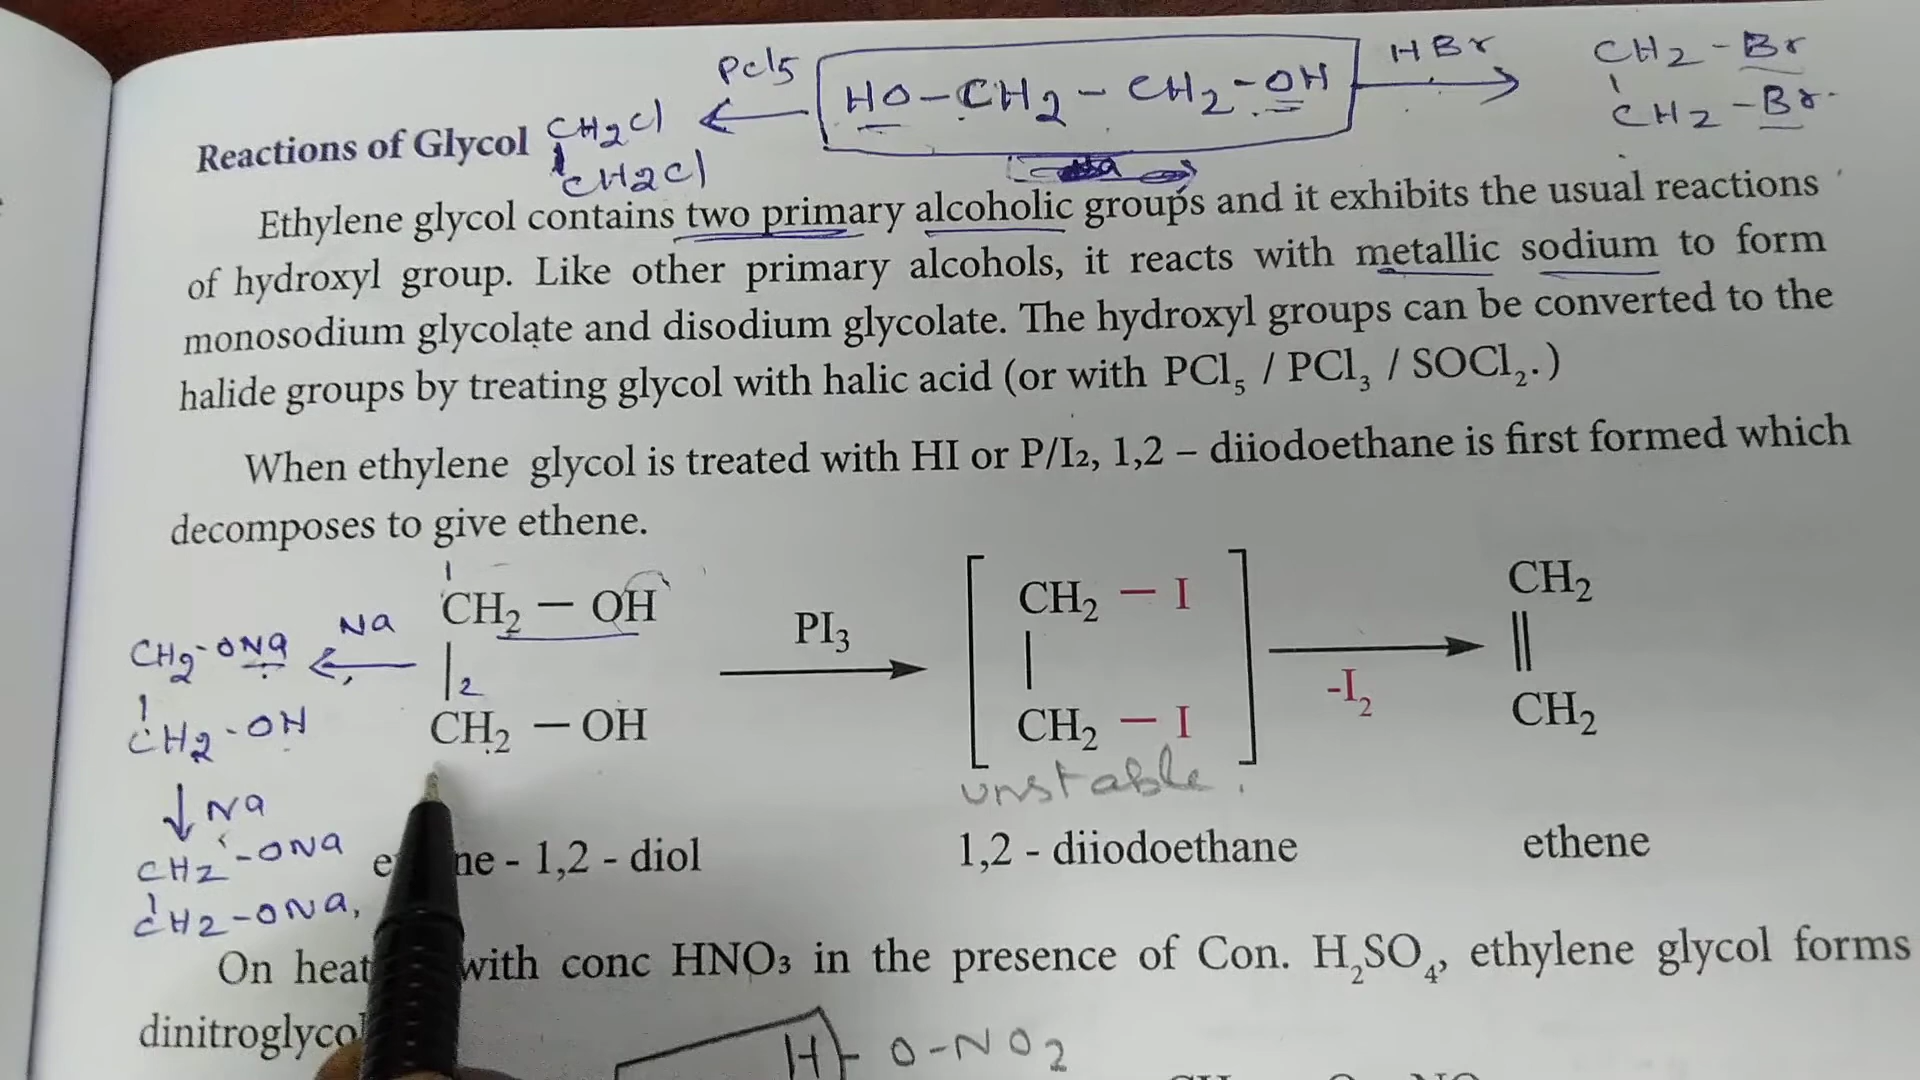 PCl5
HO-CH2-CH2-OH
HBr
CH2-Br
CH2-Br
Reactions of Glycol
CH2Cl
CH2Cl
Ethylene glycol contains two primary alcoholic groups and it exhibits the usual reactions
of hydroxyl group. Like other primary alcohols, it reacts with metallic sodium to form
monosodium glycolate and disodium glycolate. The hydroxyl groups can be converted to the
halide groups by treating glycol with halic acid (or with PCl5 / PCl3 / SOCl2.)
When ethylene glycol is treated with HI or P/I2, 1,2 – diiodoethane is first formed which
decomposes to give ethene.
1
CH2 — OH
2
CH2 — OH
Na
CH2-ONa
CH2-OH
Na
CH2-ONa
CH2-ONa,
PI3
CH2 — I
CH2 — I
unstable.
-I2
CH2
CH2
ne - 1,2 - diol
1,2 - diiodoethane
ethene
On heat with conc HNO3 in the presence of Con. H2SO4, ethylene glycol forms
dinitroglycol
H O-NO2